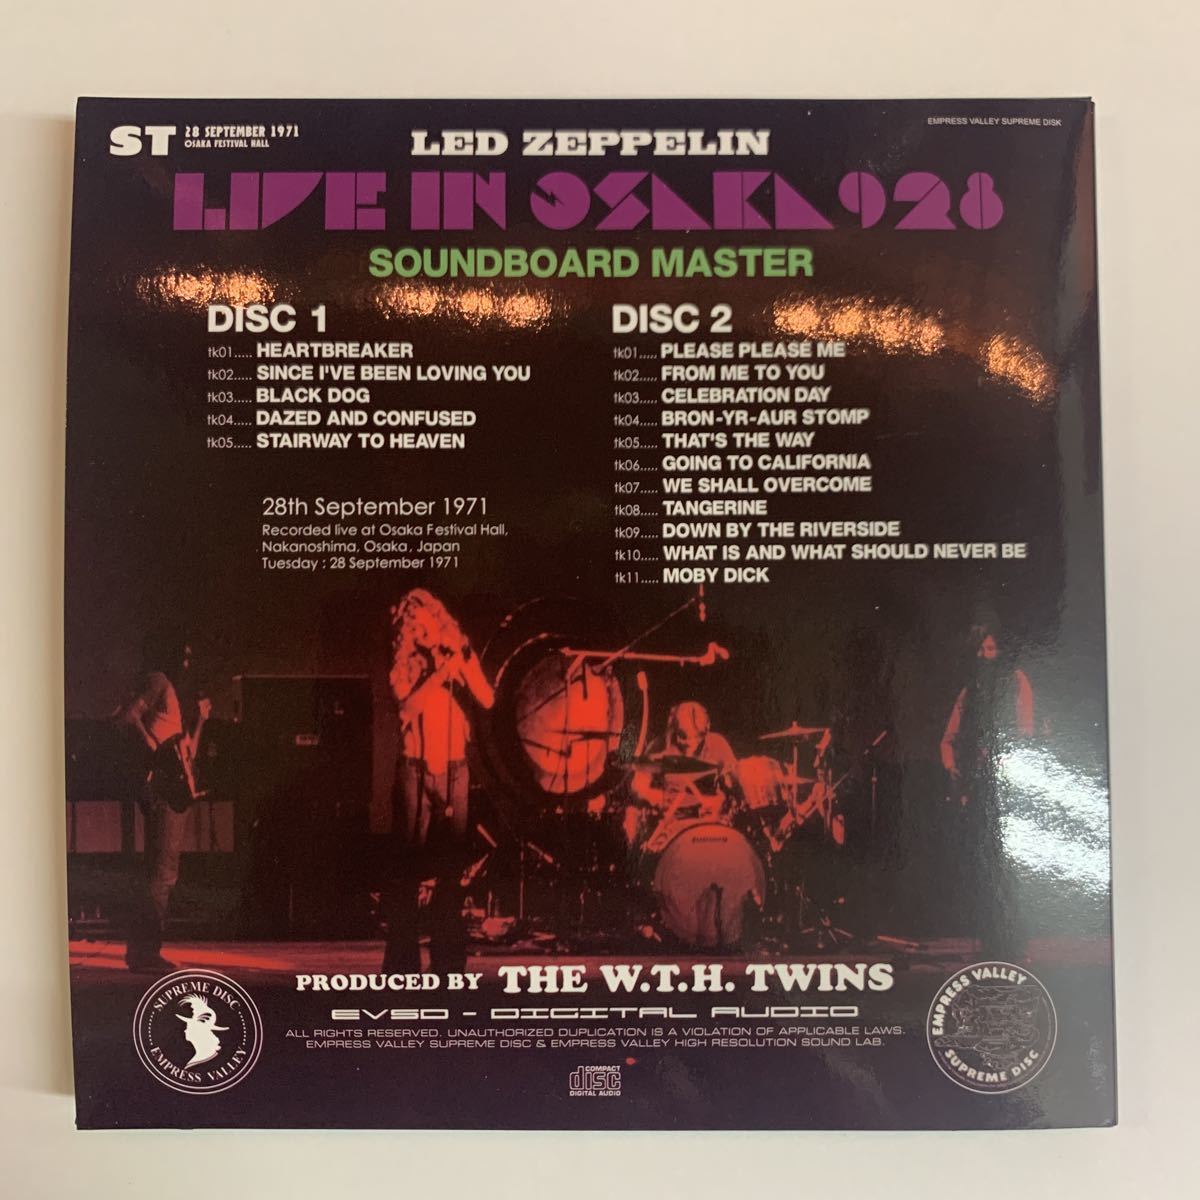 ST
28 SEPTEMBER 1971
OSAKA FESTIVAL HALL
EMPRESS VALLEY SUPREME DISK
LED ZEPPELIN
LIVE IN OSAKA 928
SOUNDBOARD MASTER
DISC 1
tk01..... HEARTBREAKER
tk02..... SINCE I'VE BEEN LOVING YOU
tk03..... BLACK DOG
tk04..... DAZED AND CONFUSED
tk05..... STAIRWAY TO HEAVEN
28th September 1971
Recorded live at Osaka Festival Hall,
Nakanoshima, Osaka, Japan
Tuesday : 28 September 1971
DISC 2
tk01..... PLEASE PLEASE ME
tk02..... FROM ME TO YOU
tk03..... CELEBRATION DAY
tk04..... BRON-YR-AUR STOMP
tk05..... THAT'S THE WAY
tk06..... GOING TO CALIFORNIA
tk07..... WE SHALL OVERCOME
tk08..... TANGERINE
tk09..... DOWN BY THE RIVERSIDE
tk10..... WHAT IS AND WHAT SHOULD NEVER BE
tk11..... MOBY DICK
PRODUCED BY THE W.T.H. TWINS
EVSD - DIGITAL AUDIO
ALL RIGHTS RESERVED. UNAUTHORIZED DUPLICATION IS A VIOLATION OF APPLICABLE LAWS.
EMPRESS VALLEY SUPREME DISC & EMPRESS VALLEY HIGH RESOLUTION SOUND LAB.
SUPREME DISC
EMPRESS VALLEY
EMPRESS VALLEY
SUPREME DISC
COMPACT
disc
DIGITAL AUDIO